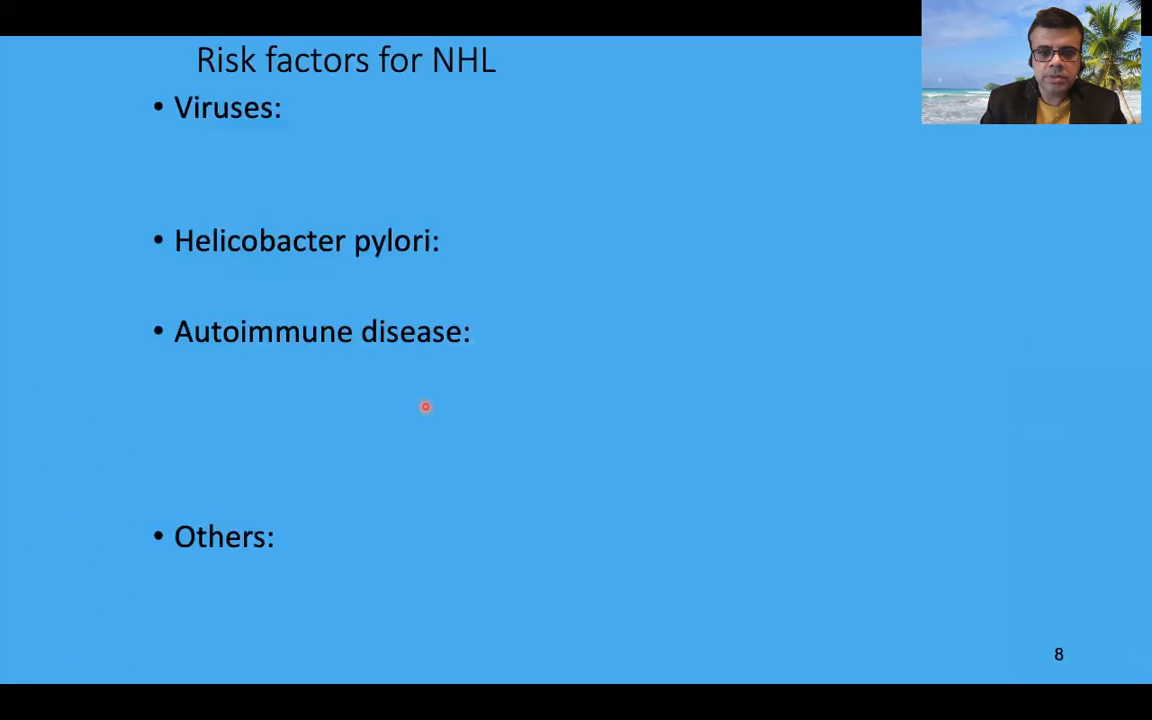 Risk factors for NHL
• Viruses:
• Helicobacter pylori:
• Autoimmune disease:
• Others:
8